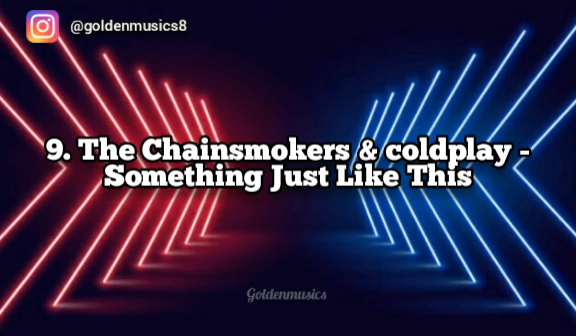 @goldenmusics8
9. The Chainsmokers & coldplay -
Something Just Like This
Goldenmusics